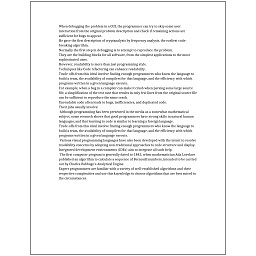 When debugging the problem in a GUI, the programmer can try to skip some user
interaction from the original problem description and check if remaining actions are
sufficient for bugs to appear.
He gave the first description of cryptanalysis by frequency analysis, the earliest code-
breaking algorithm.
Normally the first step in debugging is to attempt to reproduce the problem.
They are the building blocks for all software, from the simplest applications to the most
sophisticated ones.
However, readability is more than just programming style.
Techniques like Code refactoring can enhance readability.
Trade-offs from this ideal involve finding enough programmers who know the language to
build a team, the availability of compilers for that language, and the efficiency with which
programs written in a given language execute.
For example, when a bug in a compiler can make it crash when parsing some large source
file, a simplification of the test case that results in only few lines from the original source file
can be sufficient to reproduce the same crash.
Unreadable code often leads to bugs, inefficiencies, and duplicated code.
Fixed jobs usually involve
Although programming has been presented in the media as a somewhat mathematical
subject, some research shows that good programmers have strong skills in natural human
languages, and that learning to code is similar to learning a foreign language.
Trade-offs from this ideal involve finding enough programmers who know the language to
build a team, the availability of compilers for that language, and the efficiency with which
programs written in a given language execute.
Various visual programming languages have also been developed with the intent to resolve
readability concerns by adopting non-traditional approaches to code structure and display.
Integrated development environments (IDEs) aim to integrate all such help.
The first computer program is generally dated to 1843, when mathematician Ada Lovelace
published an algorithm to calculate a sequence of Bernoulli numbers, intended to be carried
out by Charles Babbage's Analytical Engine.
Expert programmers are familiar with a variety of well-established algorithms and their
respective complexities and use this knowledge to choose algorithms that are best suited to
the circumstances.